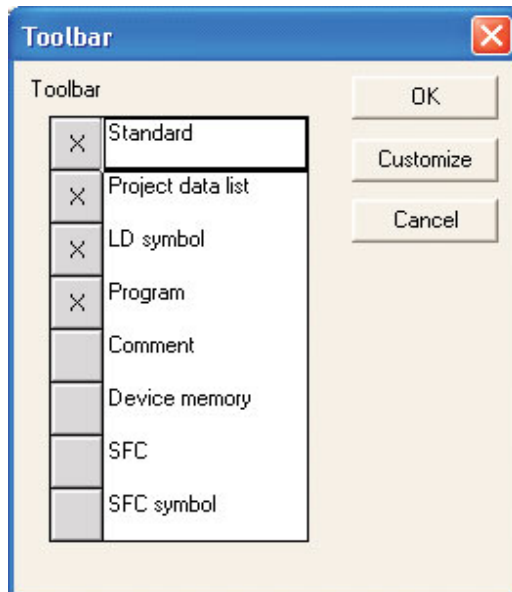 Toolbar
Toolbar
OK
X Standard
Customize
X Project data list
Cancel
X LD symbol
X Program
Comment
Device memory
SFC
SFC symbol